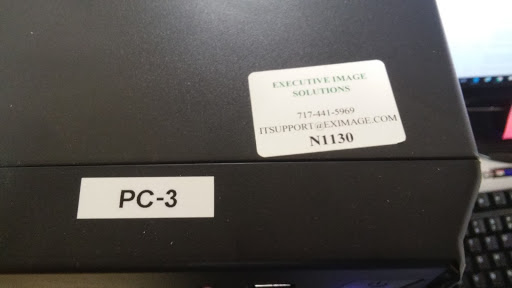 EXECUTIVE IMAGE
SOLUTIONS
717-441-5969
ITSUPPORT@EXIMAGE.COM
N1130
PC-3